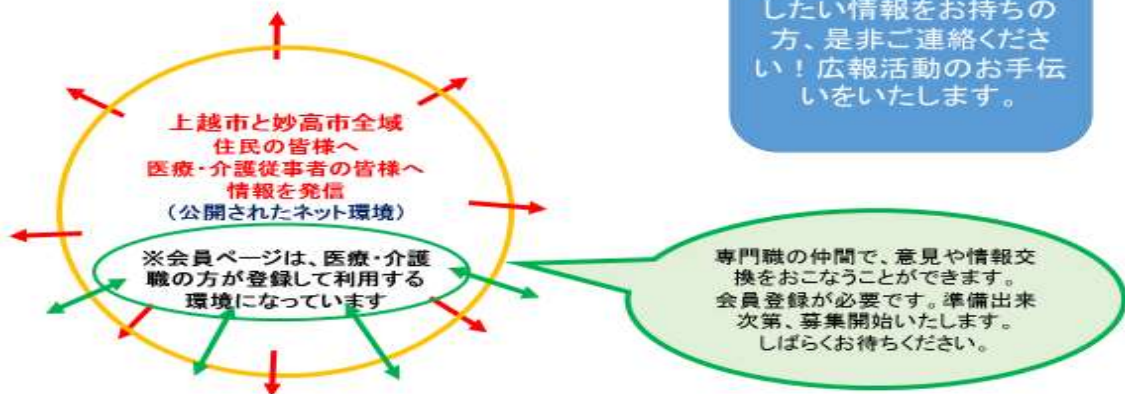 したい情報をお持ちの
方、是非ご連絡くださ
い！広報活動のお手伝
いをいたします。
上越市と妙高市全域
住民の皆様へ
医療・介護従事者の皆様へ
情報を発信
（公開されたネット環境）
※会員ページは、医療・介護
職の方が登録して利用する
環境になっています
専門職の仲間で、意見や情報交
換をおこなうことができます。
会員登録が必要です。準備出来
次第、募集開始いたします。
しばらくお待ちください。